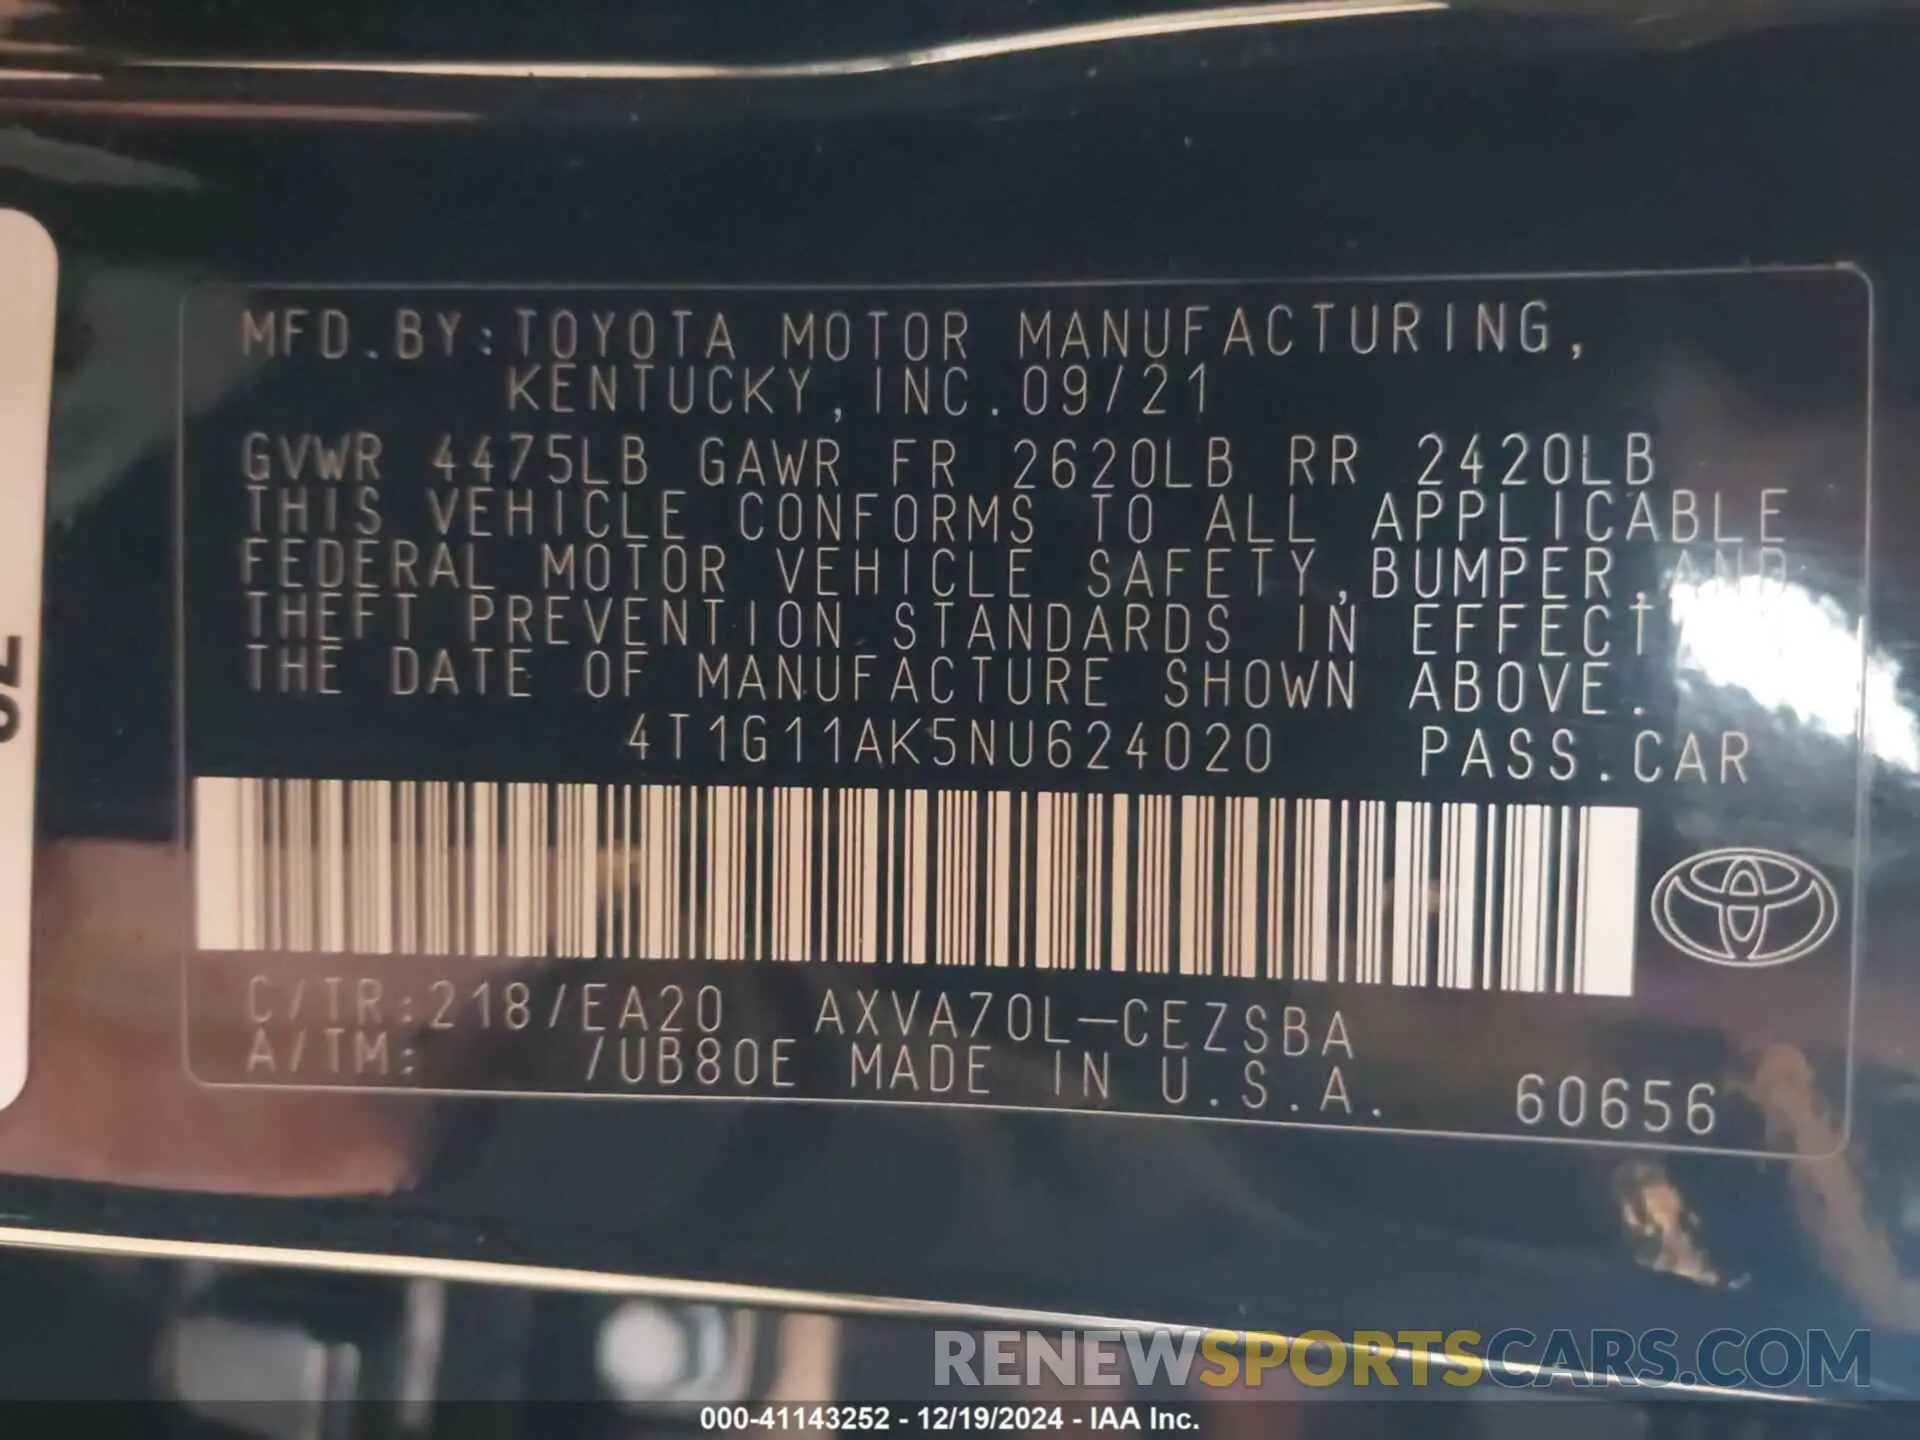 MFD.BY:TOYOTA MOTOR MANUFACTURING,
KENTUCKY,INC.09/21
GVWR 4475LB GAWR FR 2620LB RR 2420LB
THIS VEHICLE CONFORMS TO ALL APPLICABLE
FEDERAL MOTOR VEHICLE SAFETY,BUMPER,AND
THEFT PREVENTION STANDARDS IN EFFECT
THE DATE OF MANUFACTURE SHOWN ABOVE.
4T1G11AK5NU624020 PASS.CAR
C/TR:218/EA20 AXVA70L-CEZSBA
A/TM: /UB80E MADE IN U.S.A. 60656
RENEWSPORTSCARS.COM
000-41143252 - 12/19/2024 - IAA Inc.